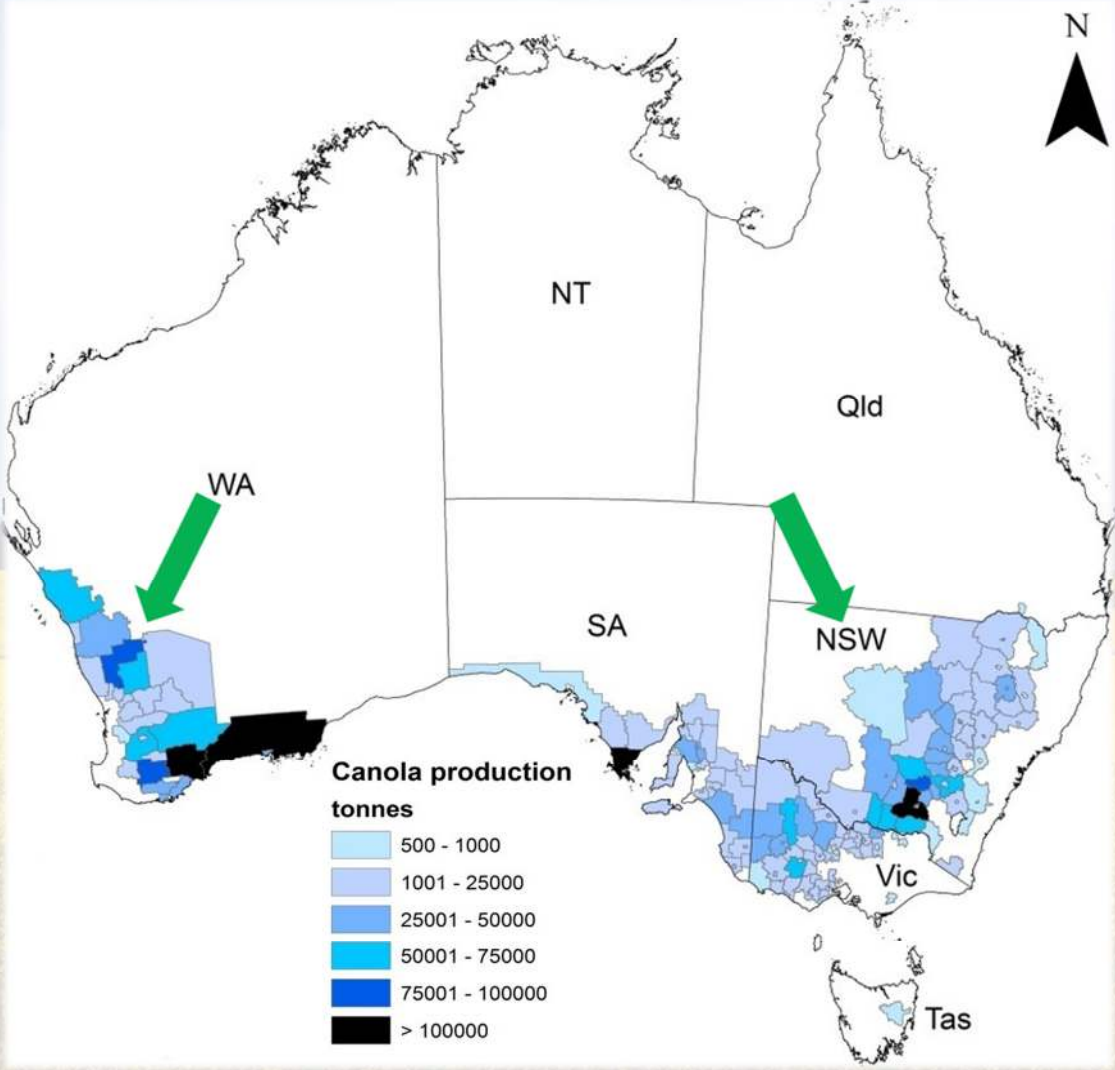 N
NT
Qld
WA
SA
NSW
Canola production
tonnes
500 - 1000
1001 - 25000
25001 - 50000
50001 - 75000
75001 - 100000
> 100000
Vic
Tas